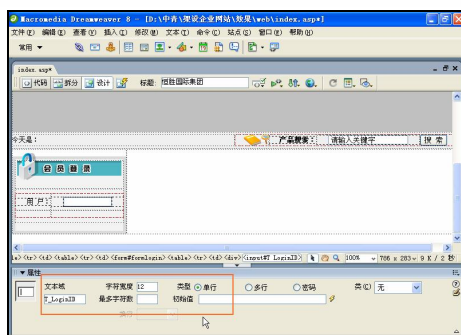 Macromedia Dreamweaver 8 - [D:\中青\架设企业网站\效果\web\index.asp*]
文件(F) 编辑(E) 查看(V) 插入(I) 修改(M) 文本(T) 命令(C) 站点(S) 窗口(W) 帮助(H)
常用
index.asp*
代码 拆分 设计 标题: 恒胜国际集团
今天是: 产品搜索: 请输入关键字 搜 索
会 员 登 录
用 户:
<tr> <td> <table> <tr> <td> <form#formlogin> <table> <tr> <td> <div> <input#T_LoginID> 100% 786 x 283 9 K / 2 秒
属性
文本域 字符宽度 12 类型 单行 多行 密码 类(C) 无
T_LoginID 最多字符数 初始值
换行